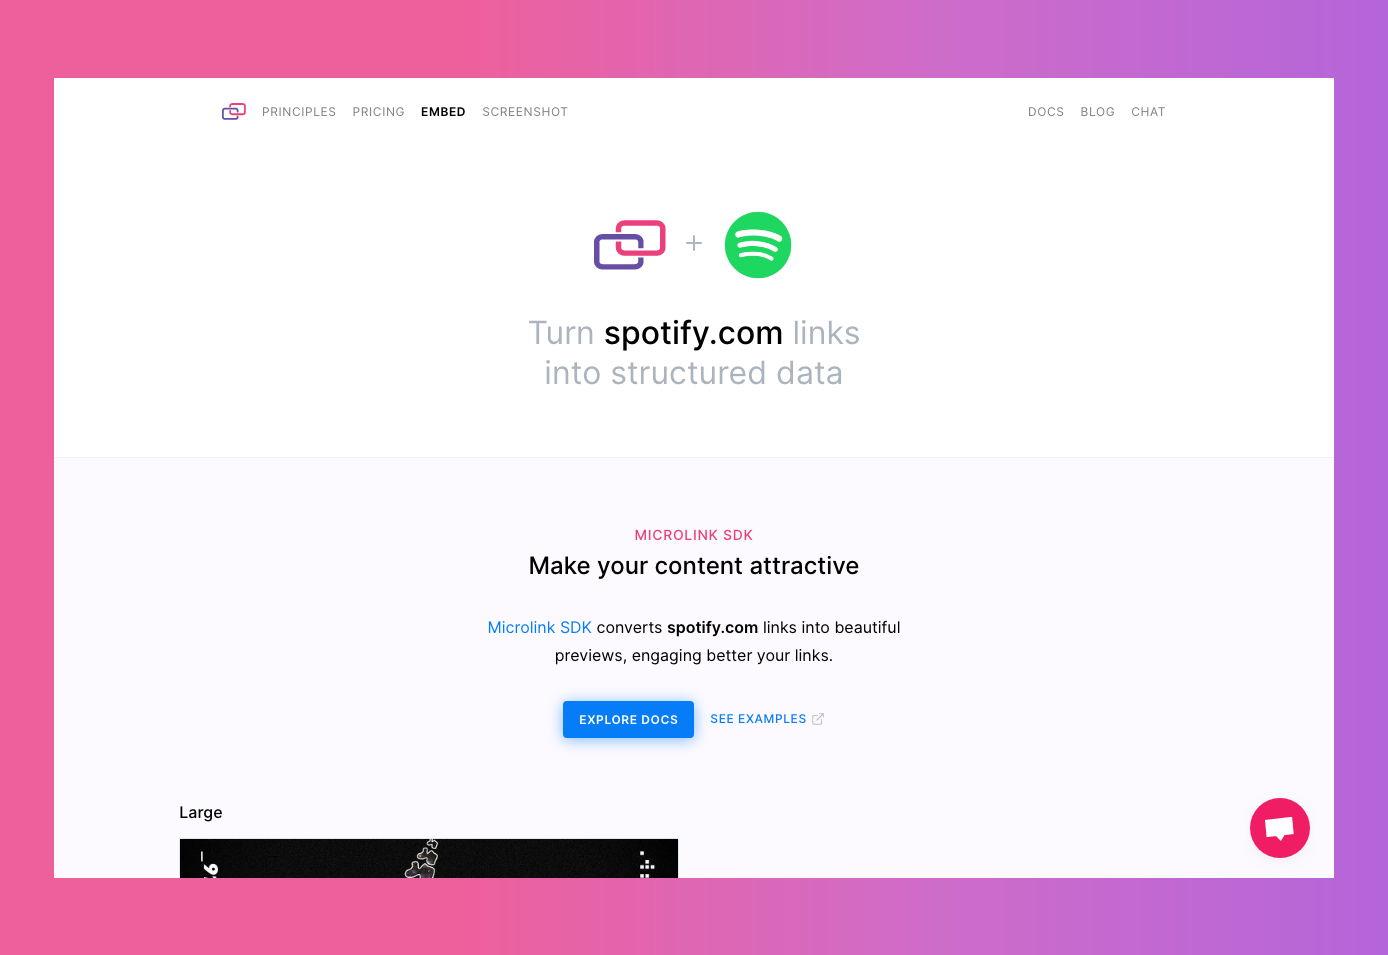 PRINCIPLES PRICING EMBED SCREENSHOT DOCS BLOG CHAT
Turn spotify.com links
into structured data
MICROLINK SDK
Make your content attractive
Microlink SDK converts spotify.com links into beautiful
previews, engaging better your links.
EXPLORE DOCS SEE EXAMPLES
Large